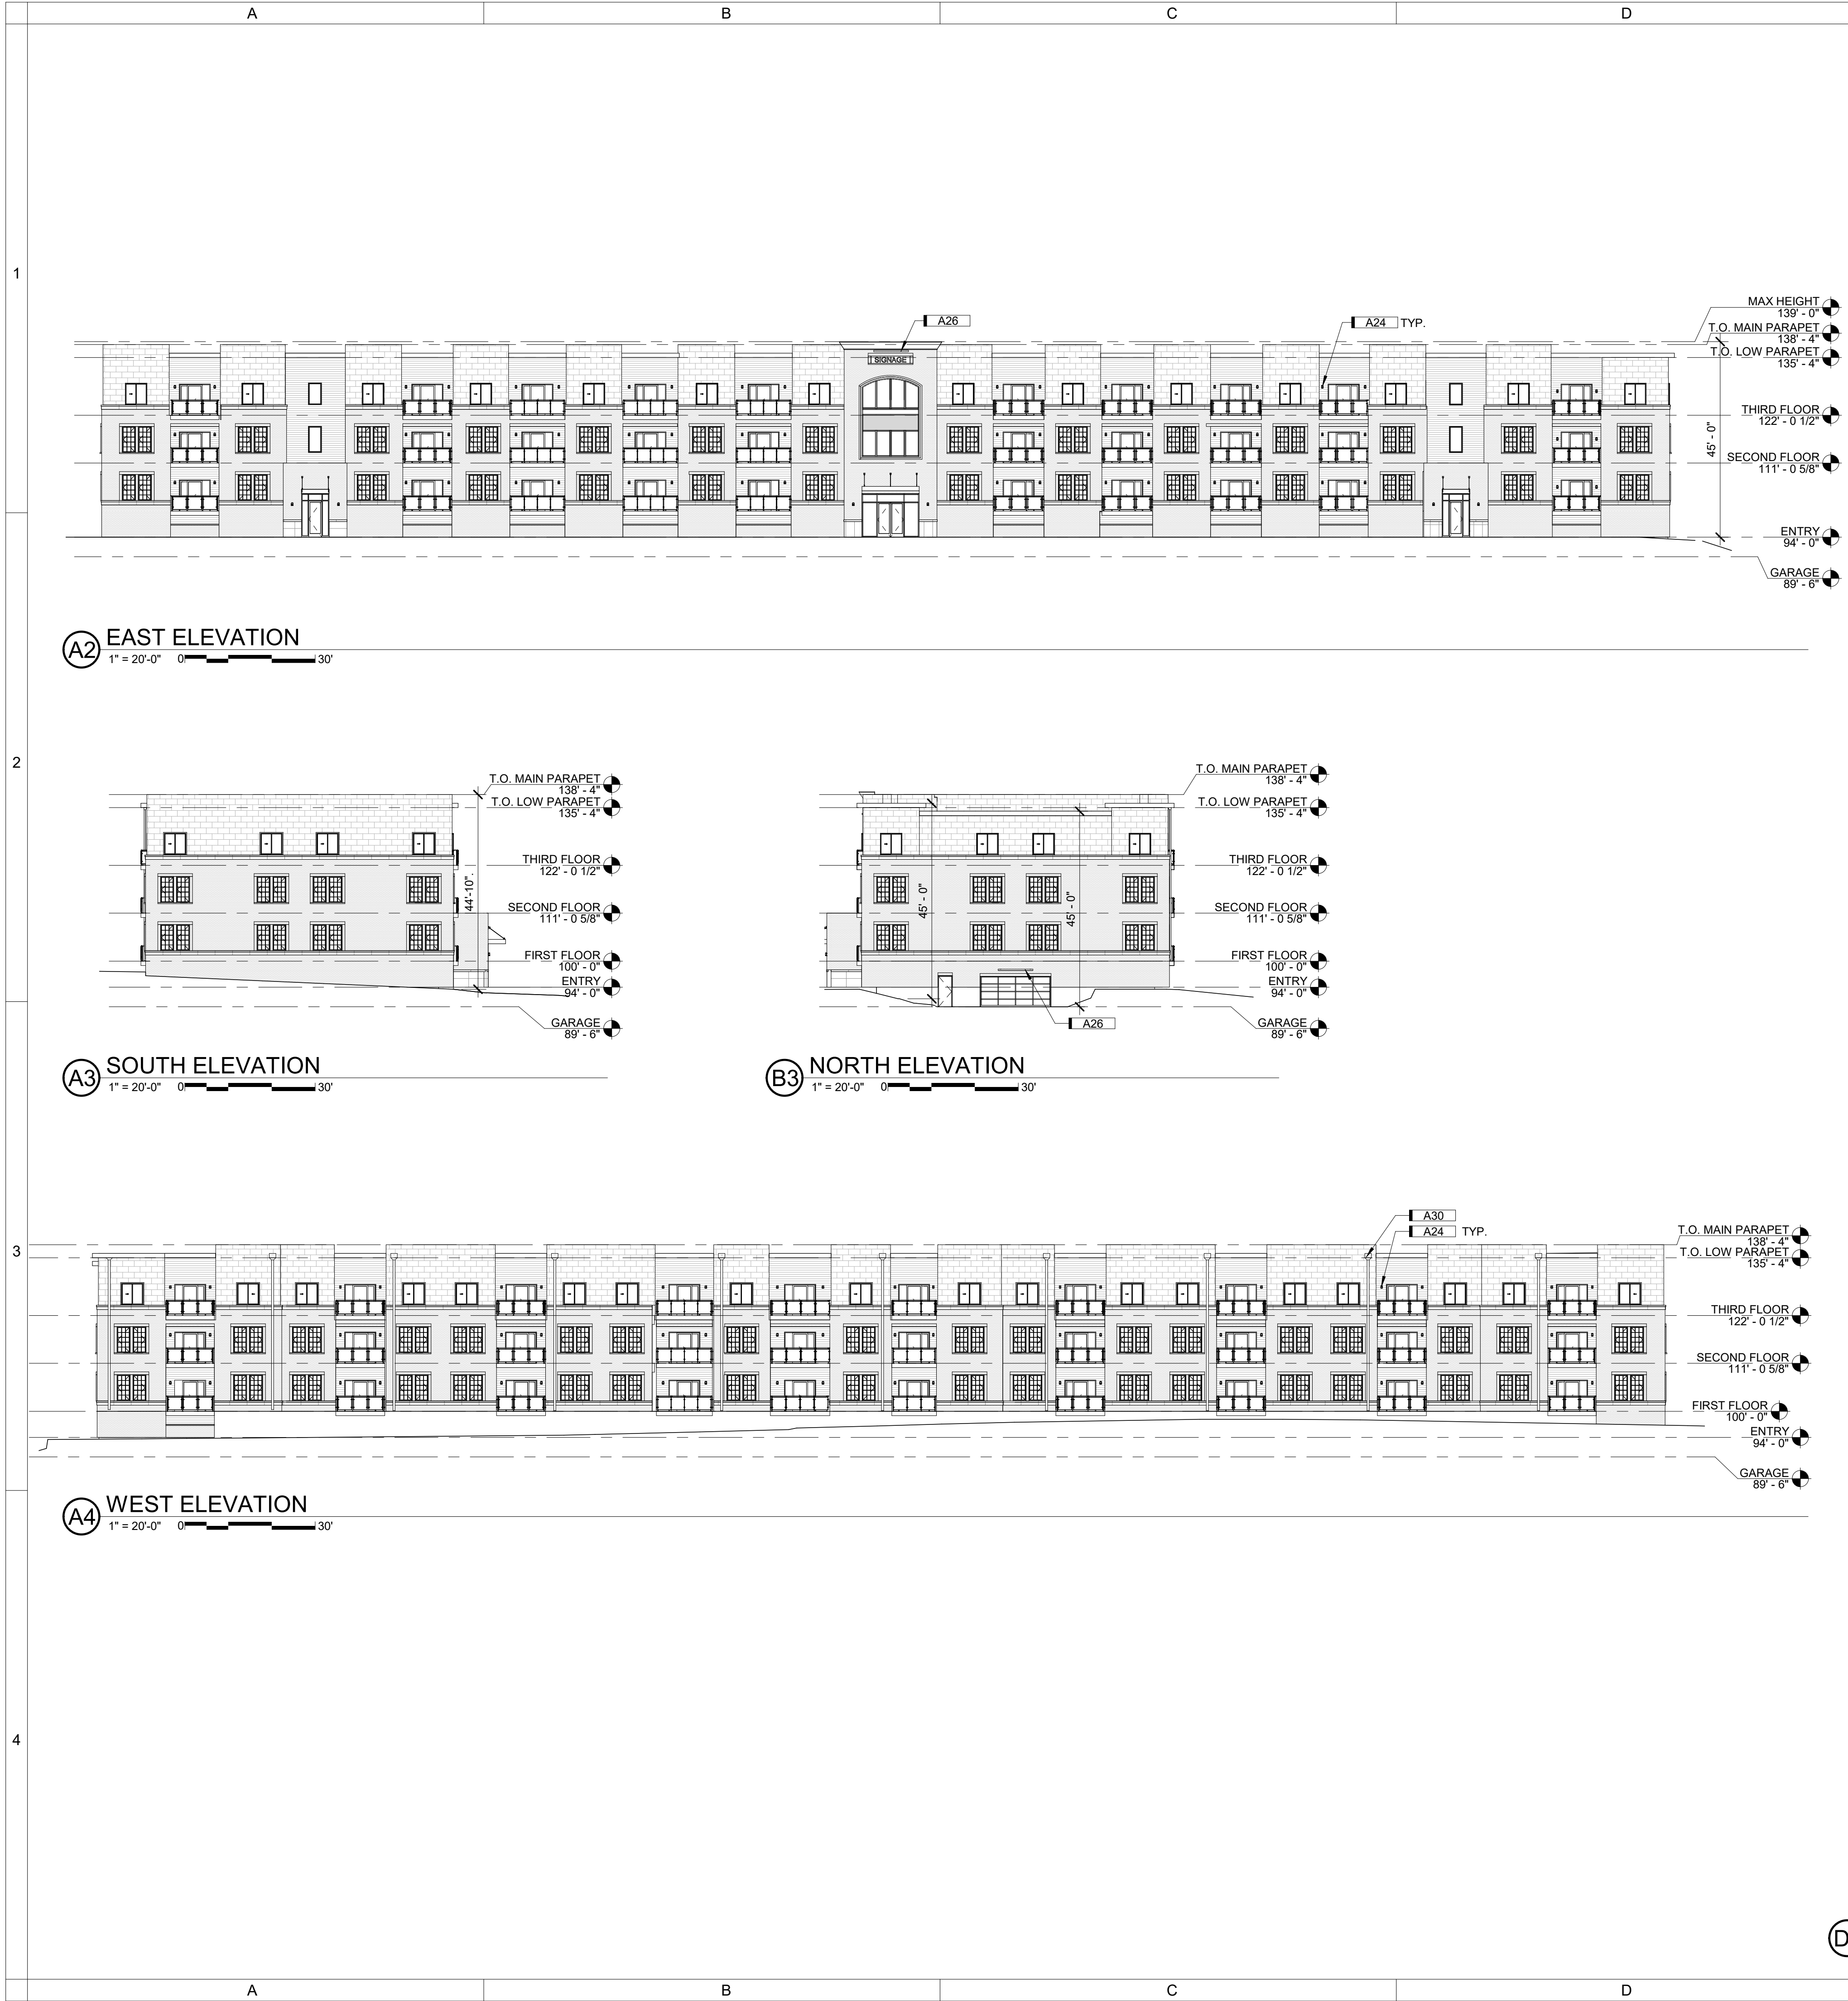 A B C D
1
A26
A24 TYP.
SIGNAGE
MAX HEIGHT
139' - 0"
T.O. MAIN PARAPET
138' - 4"
T.O. LOW PARAPET
135' - 4"
THIRD FLOOR
122' - 0 1/2"
45' - 0"
SECOND FLOOR
111' - 0 5/8"
ENTRY
94' - 0"
GARAGE
89' - 6"
A2 EAST ELEVATION
1" = 20'-0" 0 30'
2
T.O. MAIN PARAPET
138' - 4"
T.O. LOW PARAPET
135' - 4"
THIRD FLOOR
122' - 0 1/2"
44'-10".
SECOND FLOOR
111' - 0 5/8"
FIRST FLOOR
100' - 0"
ENTRY
94' - 0"
GARAGE
89' - 6"
A3 SOUTH ELEVATION
1" = 20'-0" 0 30'
T.O. MAIN PARAPET
138' - 4"
T.O. LOW PARAPET
135' - 4"
THIRD FLOOR
122' - 0 1/2"
45' - 0"
45' - 0"
SECOND FLOOR
111' - 0 5/8"
FIRST FLOOR
100' - 0"
ENTRY
94' - 0"
A26
GARAGE
89' - 6"
B3 NORTH ELEVATION
1" = 20'-0" 0 30'
3
A30
A24 TYP.
T.O. MAIN PARAPET
138' - 4"
T.O. LOW PARAPET
135' - 4"
THIRD FLOOR
122' - 0 1/2"
SECOND FLOOR
111' - 0 5/8"
FIRST FLOOR
100' - 0"
ENTRY
94' - 0"
GARAGE
89' - 6"
A4 WEST ELEVATION
1" = 20'-0" 0 30'
4
A B C D